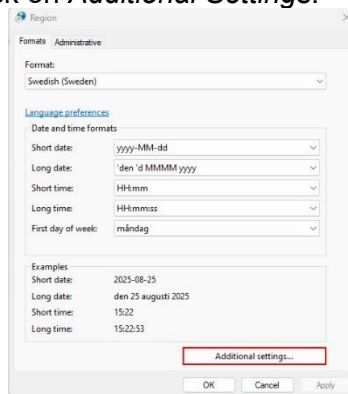 ck on Additional Settings.
Region
Formats Administrative
Format:
Swedish (Sweden)
Language preferences
Date and time formats
Short date: yyyy-MM-dd
Long date: 'den 'd MMMM yyyy
Short time: HH:mm
Long time: HH:mm:ss
First day of week: måndag
Examples
Short date: 2025-08-25
Long date: den 25 augusti 2025
Short time: 15:22
Long time: 15:22:53
Additional settings...
OK Cancel Apply